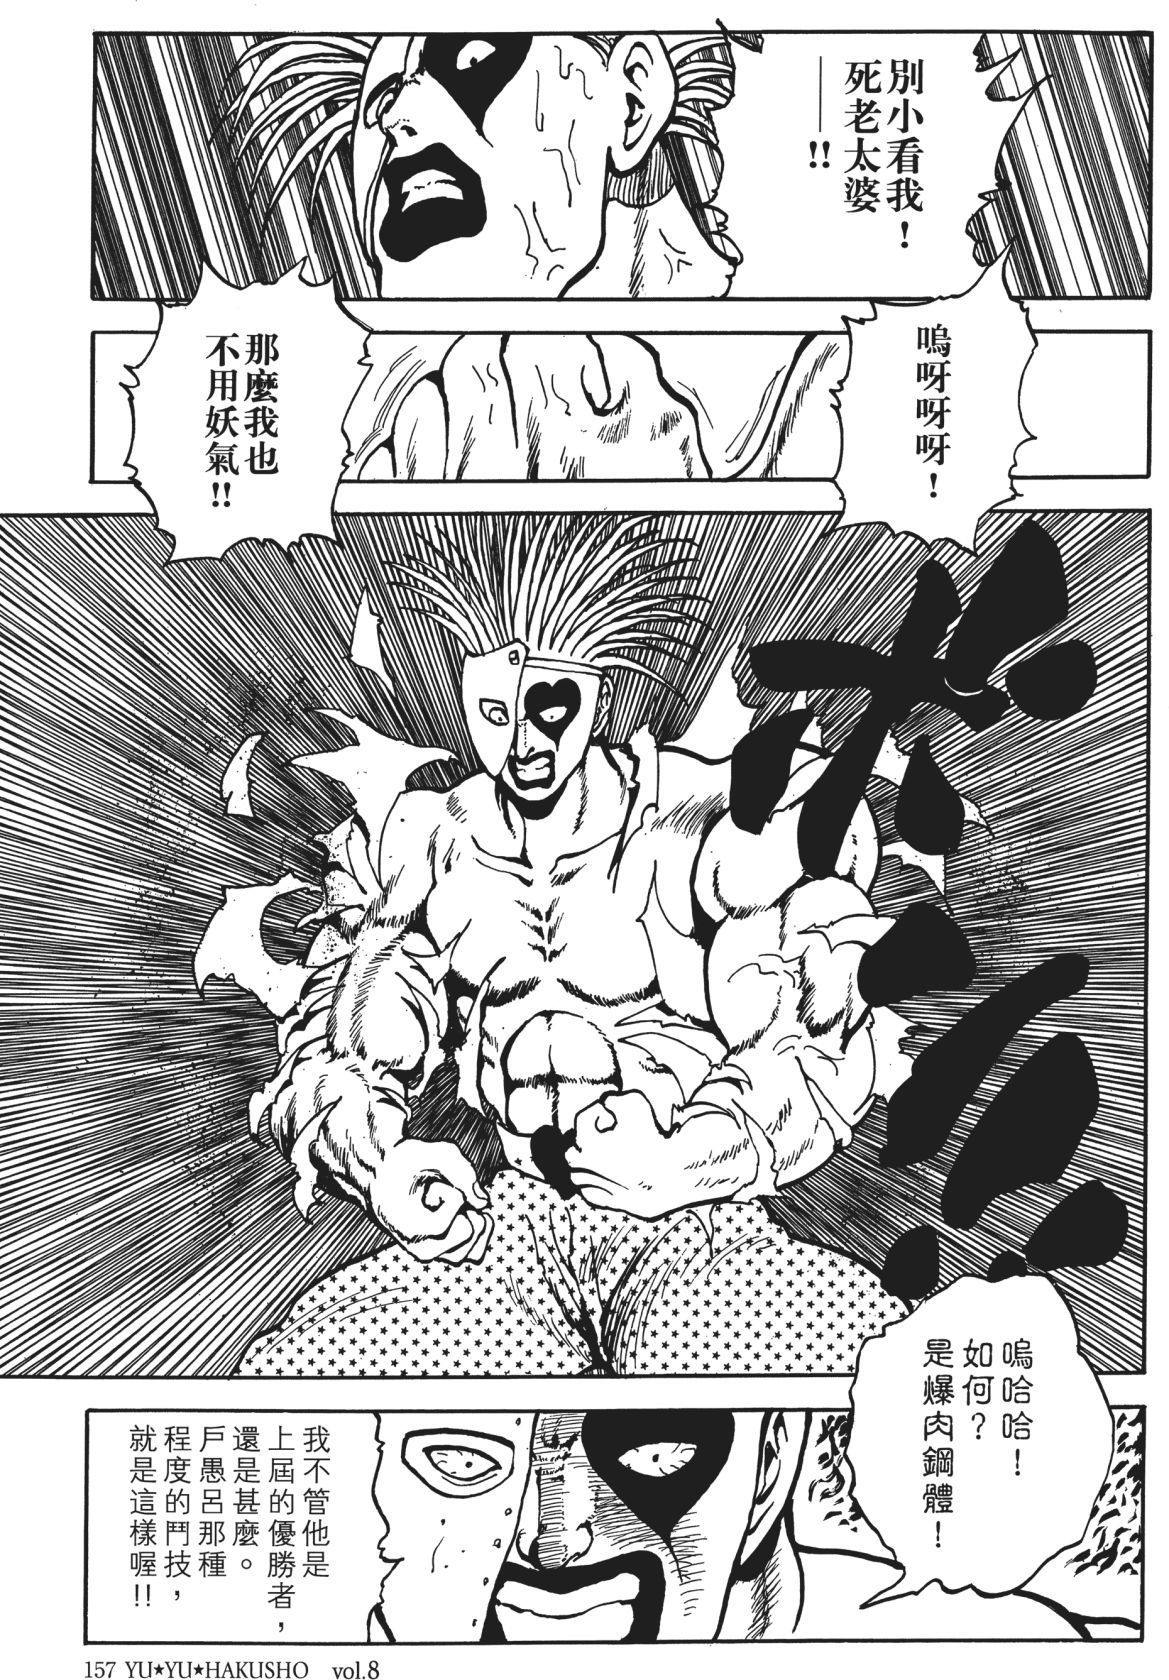 別小看我！
死老太婆
——!!
嗚呀呀呀！
那麼我也
不用妖氣!!
嗚哈哈！
如何？
是爆肉鋼體！
我不管他是
上屆的優勝者，
還是甚麼。
戶愚呂那種
程度的鬥技，
就是這樣喔!!
157 YU★YU★HAKUSHO vol.8